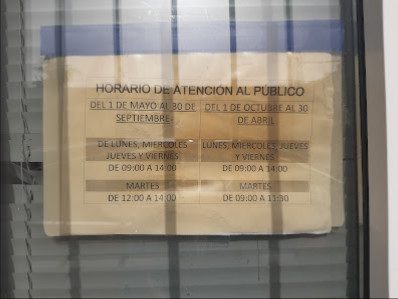 HORARIO DE ATENCIÓN AL PÚBLICO
DEL 1 DE MAYO AL 30 DE
SEPTIEMBRE
DE LUNES, MIERCOLES
JUEVES Y VIERNES
DE 09:00 A 14:00
MARTES
DE 12:00 A 14:00
DEL 1 DE OCTUBRE AL 30
DE ABRIL
LUNES, MIERCOLES, JUEVES
Y VIERNES
DE 09:00 A 14:00
MARTES
DE 09:00 A 11:30